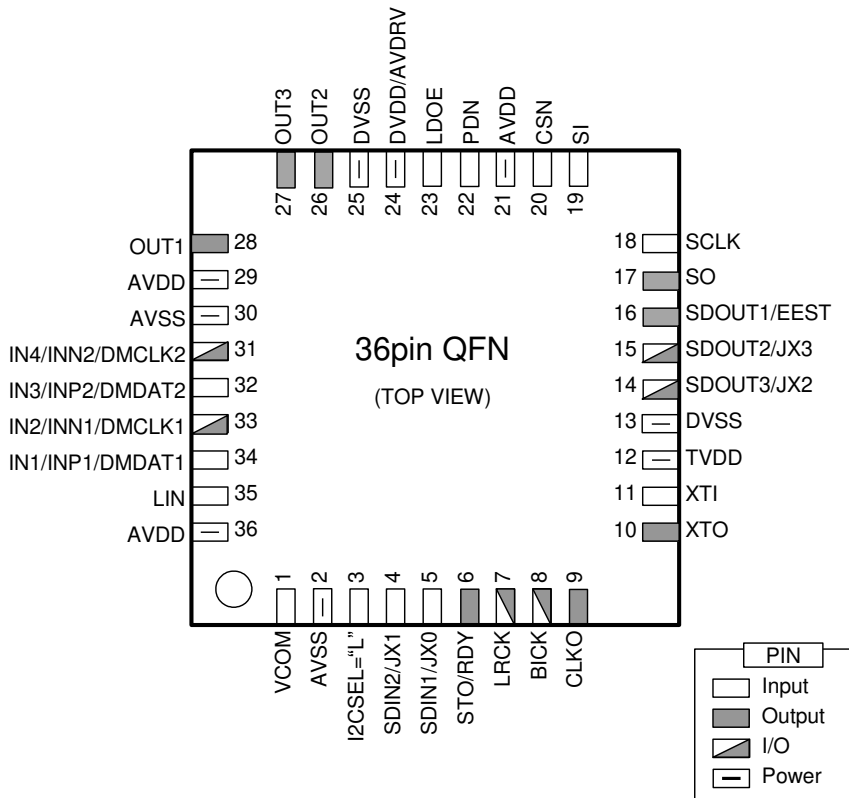 OUT3
OUT2
DVSS
DVDD/AVDRV
LDOE
PDN
AVDD
CSN
SI
27
26
25
24
23
22
21
20
19
OUT1 28
AVDD 29
AVSS 30
IN4/INN2/DMCLK2 31
IN3/INP2/DMDAT2 32
IN2/INN1/DMCLK1 33
IN1/INP1/DMDAT1 34
LIN 35
AVDD 36
36pin QFN
(TOP VIEW)
18 SCLK
17 SO
16 SDOUT1/EEST
15 SDOUT2/JX3
14 SDOUT3/JX2
13 DVSS
12 TVDD
11 XTI
10 XTO
1
2
3
4
5
6
7
8
9
VCOM
AVSS
I2CSEL=“L”
SDIN2/JX1
SDIN1/JX0
STO/RDY
LRCK
BICK
CLKO
PIN
Input
Output
I/O
Power